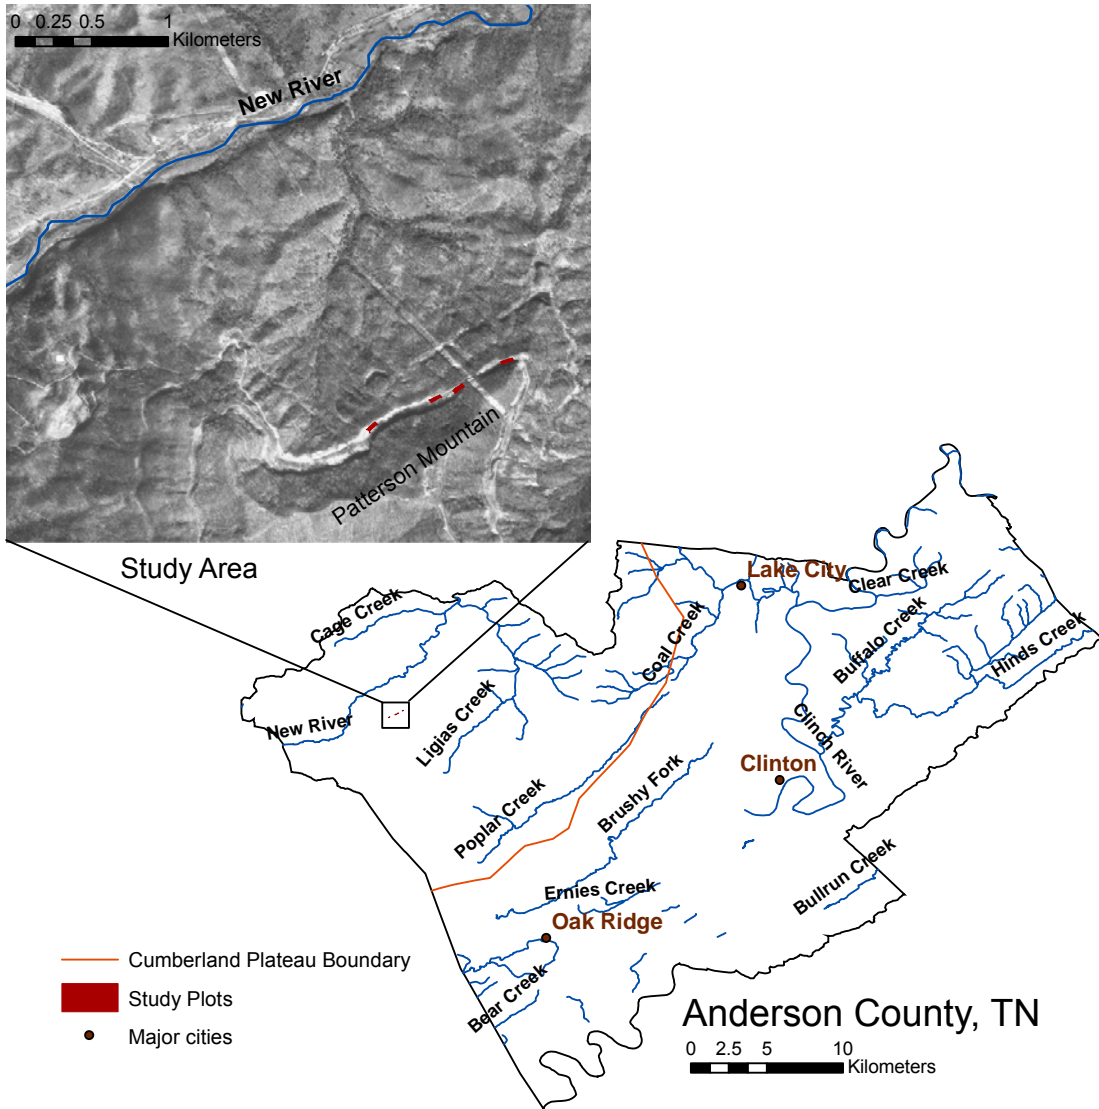 0 0.25 0.5 1
Kilometers
New River
Patterson Mountain
Study Area
Lake City
Clear Creek
Cage Creek
Coal Creek
Buffalo Creek
Hinds Creek
Ligias Creek
New River
Clinch River
Clinton
Brushy Fork
Poplar Creek
Bullrun Creek
Ernies Creek
Oak Ridge
Bear Creek
Cumberland Plateau Boundary
Study Plots
Major cities
Anderson County, TN
0 2.5 5 10
Kilometers